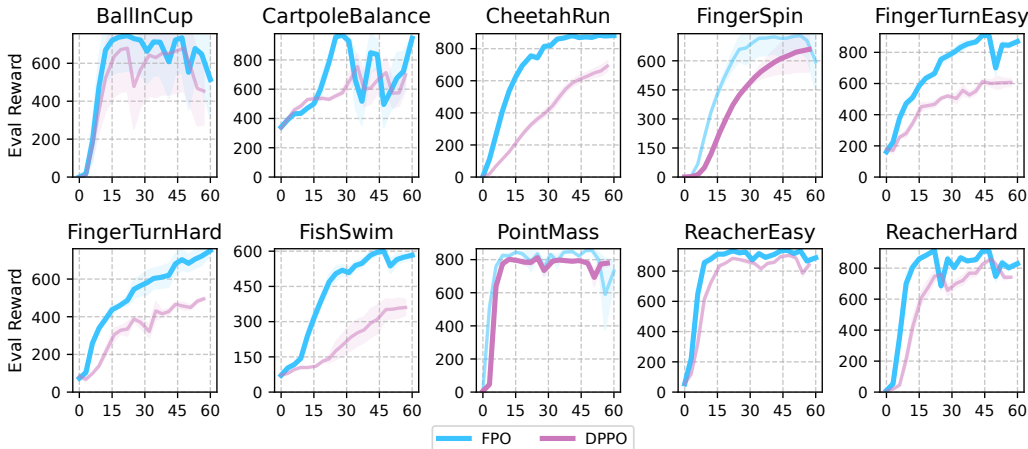 BallInCup CartpoleBalance CheetahRun FingerSpin FingerTurnEasy
Eval Reward
0 200 400 600
0 15 30 45 60
0 200 400 600 800
0 15 30 45 60
0 200 400 600 800
0 15 30 45 60
0 150 300 450 600
0 15 30 45 60
0 200 400 600 800
0 15 30 45 60
FingerTurnHard FishSwim PointMass ReacherEasy ReacherHard
Eval Reward
0 200 400 600
0 15 30 45 60
0 150 300 450 600
0 15 30 45 60
0 200 400 600 800
0 15 30 45 60
0 200 400 600 800
0 15 30 45 60
0 200 400 600 800
0 15 30 45 60
FPO DPPO